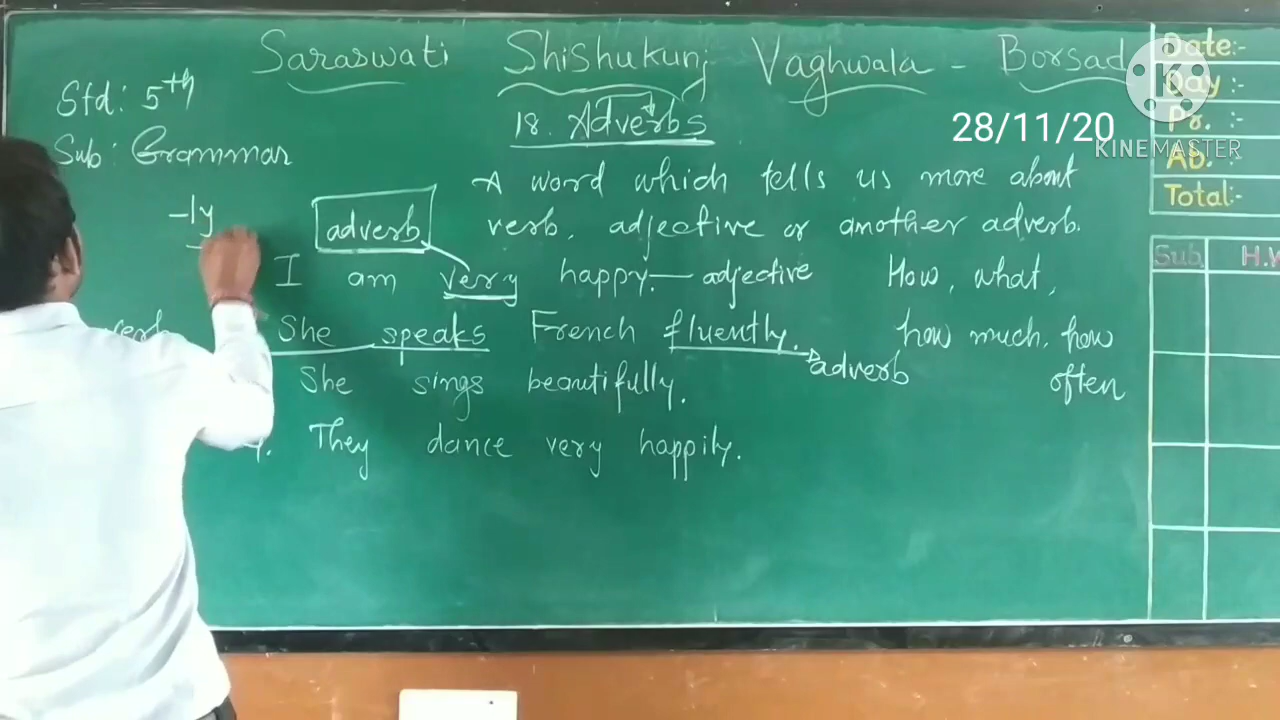 Saraswati Shishukunj Vaghwala - Borsad
Std: 5th
18. Adverbs
Sub: Grammar
28/11/20
KINEMASTER
A word which tells us more about
verb, adjective or another adverb.
-ly
adverb
I am very happy. — adjective
How, what,
verb
She speaks French fluently.
adverb
how much, how
often
She sings beautifully.
4. They dance very happily.
Date:-
Day :-
Pr. :-
AB. :-
Total:-
Sub. H.W